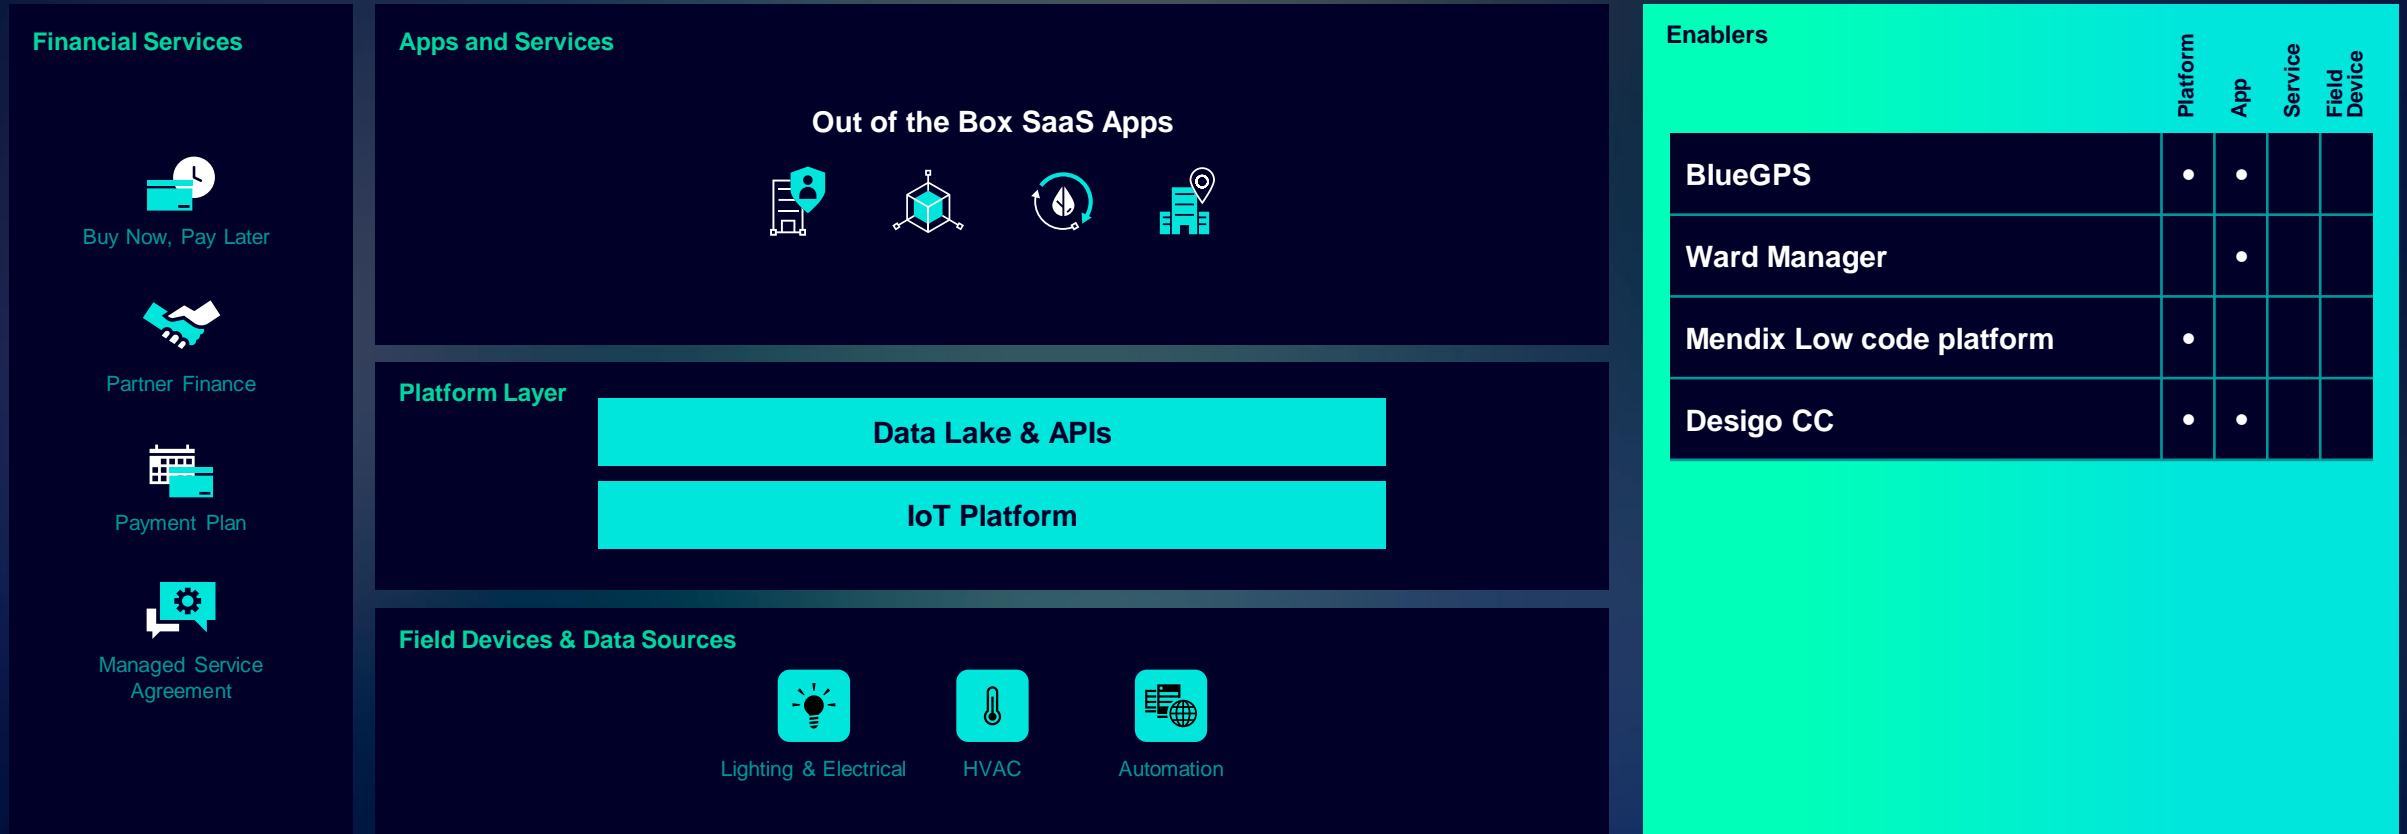 Financial Services
Buy Now, Pay Later
Partner Finance
Payment Plan
Managed Service
Agreement
Apps and Services
Out of the Box SaaS Apps
Platform Layer
Data Lake & APIs
IoT Platform
Field Devices & Data Sources
Lighting & Electrical
HVAC
Automation
Enablers
Platform
App
Service
Field
Device
BlueGPS • •
Ward Manager •
Mendix Low code platform •
Desigo CC • •